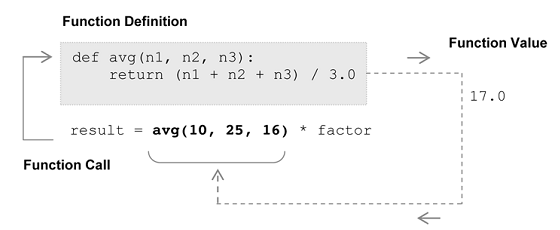 Function Definition
Function Value
def avg(n1, n2, n3):
    return (n1 + n2 + n3) / 3.0
17.0
result = avg(10, 25, 16) * factor
Function Call